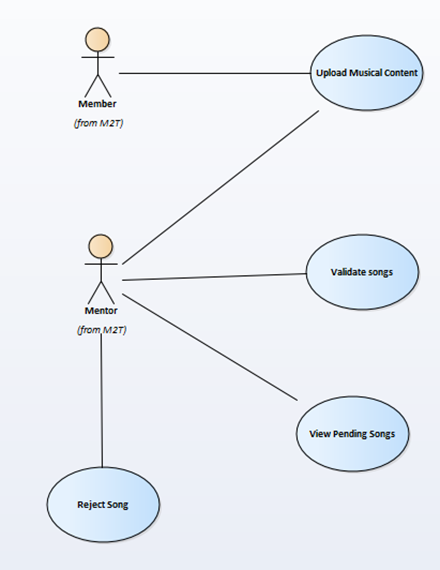 Upload Musical Content
Member
(from M2T)
Validate songs
Mentor
(from M2T)
View Pending Songs
Reject Song